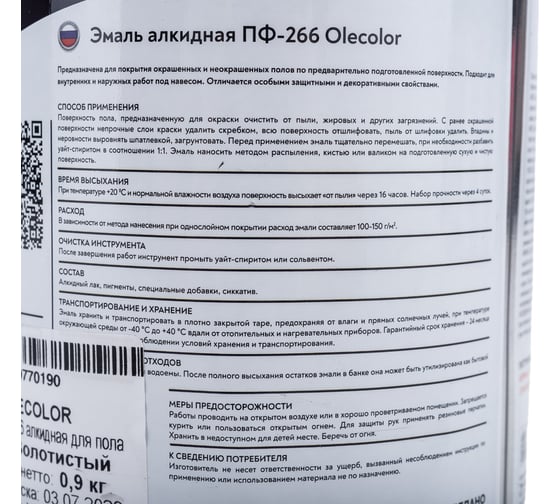 Эмаль алкидная ПФ-266 Olecolor
Предназначена для покрытия окрашенных и неокрашенных полов по предварительно подготовленной поверхности. Подходит для
внутренних и наружных работ под навесом. Отличается особыми защитными и декоративными свойствами.
СПОСОБ ПРИМЕНЕНИЯ
Поверхность пола, предназначенную для окраски очистить от пыли, жировых и других загрязнений. С ранее окрашенной
поверхности непрочные слои краски удалить скребком, всю поверхность отшлифовать, пыль от шлифовки удалить. Впадины и
неровности выровнять шпатлевкой, загрунтовать. Перед применением эмаль тщательно перемешать, при необходимости разбавить
уайт-спиритом в соотношении 1:1. Эмаль наносить методом распыления, кистью или валиком на подготовленную сухую и чистую
поверхность.
ВРЕМЯ ВЫСЫХАНИЯ
При температуре +20 °С и нормальной влажности воздуха поверхность высыхает «от пыли» через 16 часов. Набор прочности через 4 суток.
РАСХОД
В зависимости от метода нанесения при однослойном покрытии расход эмали составляет 100-150 г/м².
ОЧИСТКА ИНСТРУМЕНТА
После завершения работ инструмент промыть уайт-спиритом или сольвентом.
СОСТАВ
Алкидный лак, пигменты, специальные добавки, сиккатив.
ТРАНСПОРТИРОВАНИЕ И ХРАНЕНИЕ
Эмаль хранить и транспортировать в плотно закрытой таре, предохраняя от влаги и прямых солнечных лучей, при температуре
окружающей среды от -40 °С до +40 °С вдали от отопительных и нагревательных приборов. Гарантийный срок хранения – 24 месяца
блюдении условий хранения и транспортирования.
ОТХОДОВ
водоемы. После полного высыхания остатков эмали в банке она может быть утилизирована как бытовой
МЕРЫ ПРЕДОСТОРОЖНОСТИ
Работы проводить на открытом воздухе или в хорошо проветриваемом помещении. Запрещается
курить или пользоваться открытым огнем. Для защиты рук применять резиновые перчатки.
Хранить в недоступном для детей месте. Беречь от огня.
К СВЕДЕНИЮ ПОТРЕБИТЕЛЯ
Изготовитель не несет ответственности за ущерб, вызванный несоблюдением инструкции по
применению или использованием материала не по назначению.
770190
ECOLOR
6 алкидная для пола
олотистый
нетто: 0,9 кг